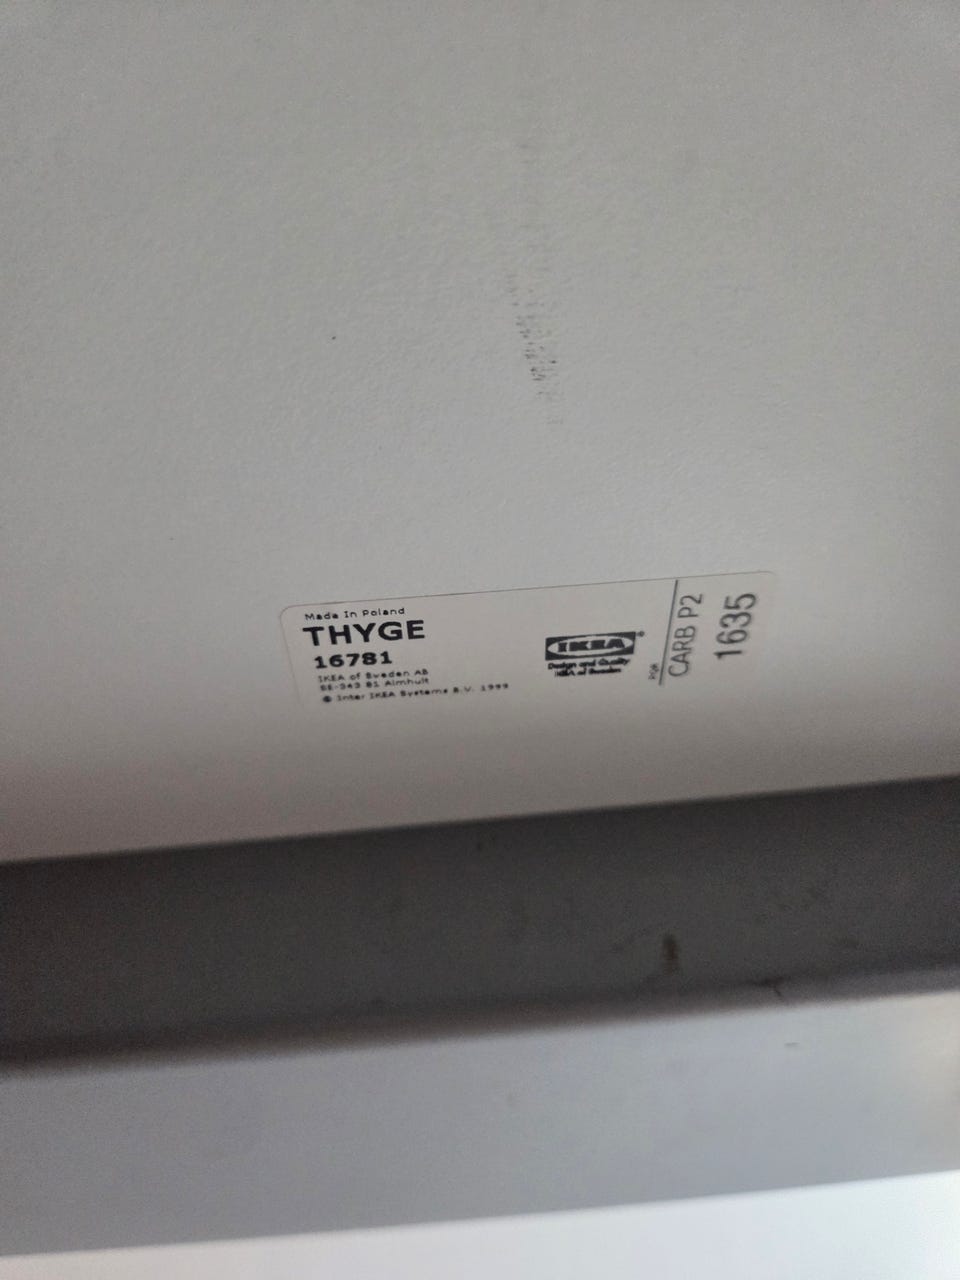 Made In Poland
THYGE
16781
IKEA of Sweden AB
SE-343 81 Almhult
© Inter IKEA Systems B.V. 1999
IKEA®
Design and Quality
IKEA of Sweden
CARB P2
1635